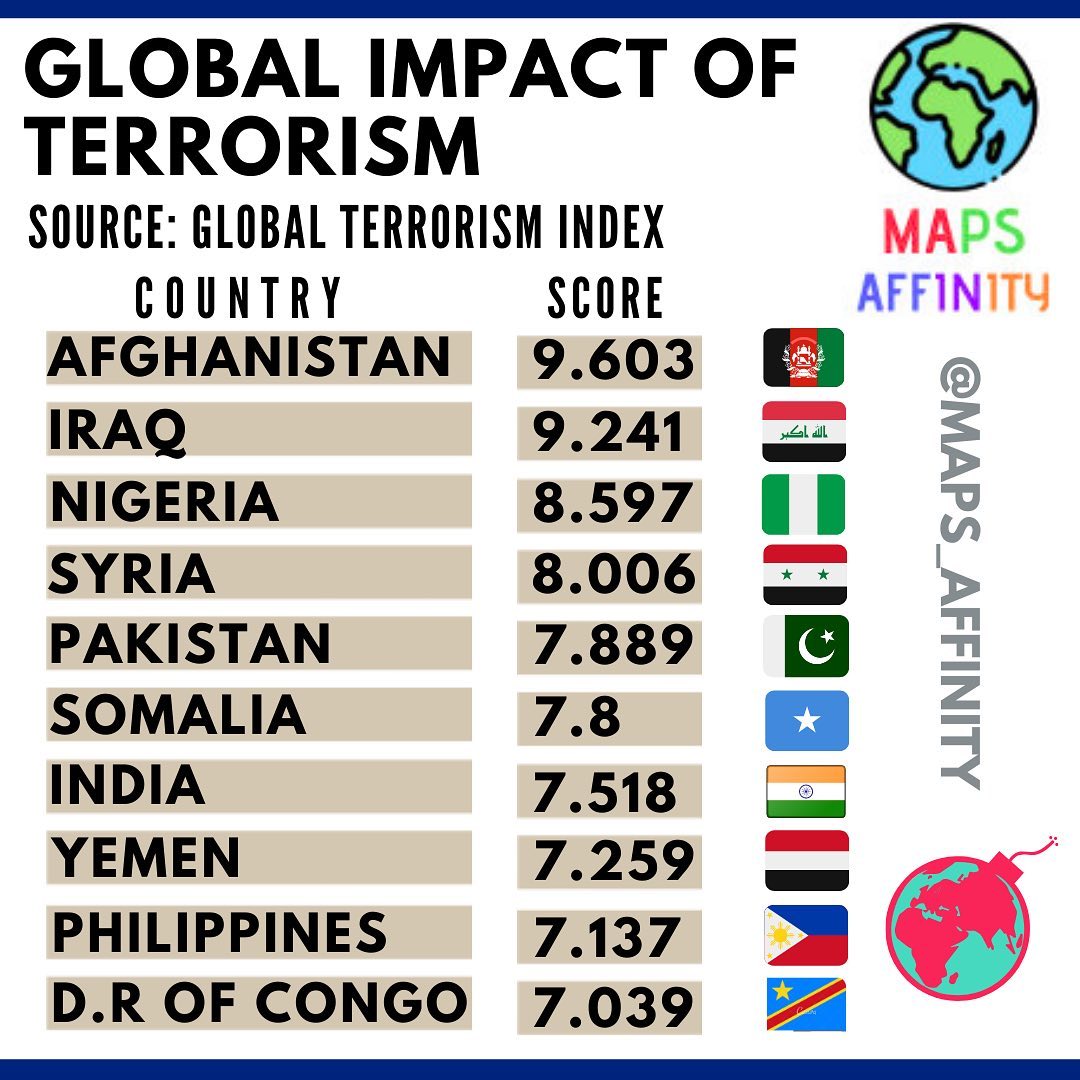 GLOBAL IMPACT OF
TERRORISM
SOURCE: GLOBAL TERRORISM INDEX
COUNTRY SCORE
AFGHANISTAN 9.603
IRAQ 9.241
NIGERIA 8.597
SYRIA 8.006
PAKISTAN 7.889
SOMALIA 7.8
INDIA 7.518
YEMEN 7.259
PHILIPPINES 7.137
D.R OF CONGO 7.039
MAPS
AFF1N1TY
@MAPS_AFFINITY
الله اكبر